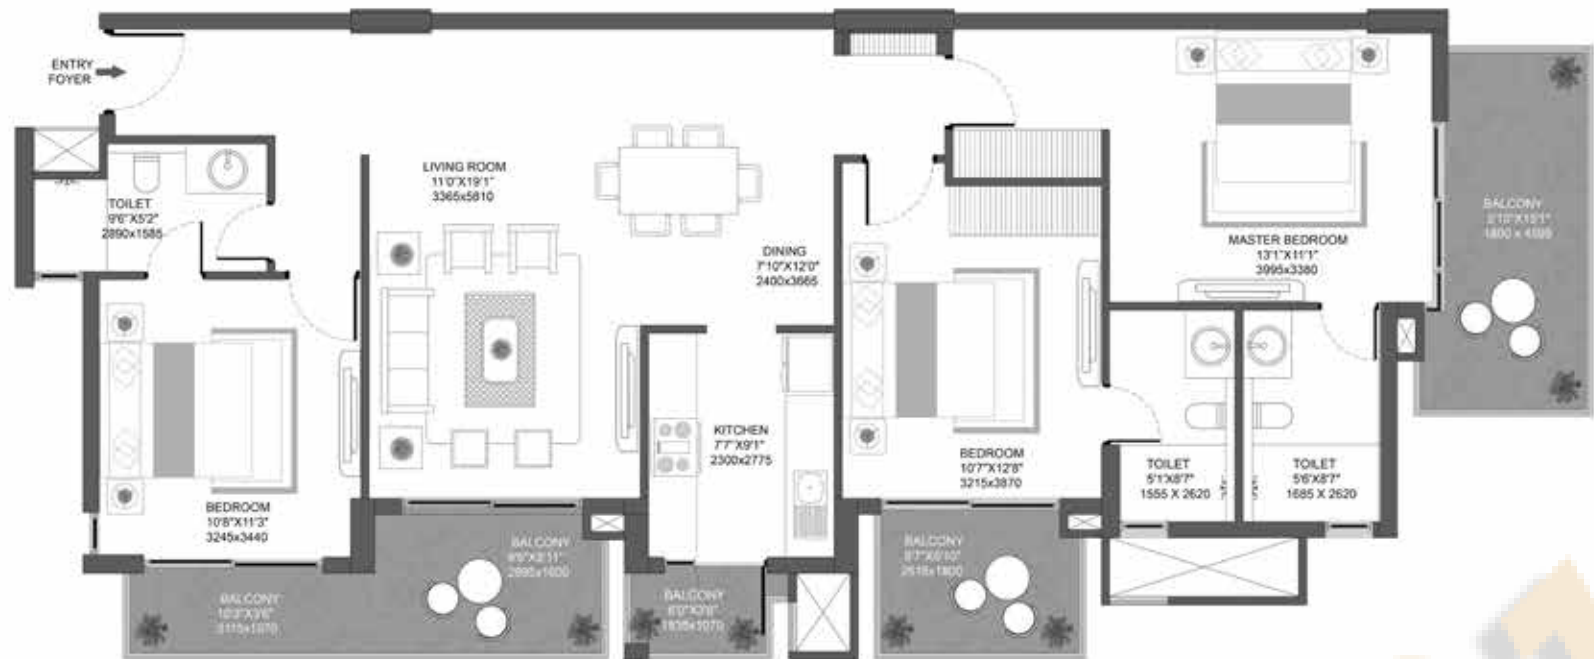 ENTRY
FOYER
LIVING ROOM
11'0"X19'1"
3365x5810
TOILET
9'6"X5'2"
2890x1585
DINING
7'10"X12'0"
2400x3665
MASTER BEDROOM
13'1"X11'1"
3995x3380
BALCONY
KITCHEN
7'7"X9'1"
2300x2775
BEDROOM
10'7"X12'8"
3215x3870
TOILET
5'1"X8'7"
1555 X 2620
TOILET
5'6"X8'7"
1685 X 2620
BEDROOM
10'8"X11'3"
3245x3440
BALCONY
BALCONY
BALCONY
BALCONY